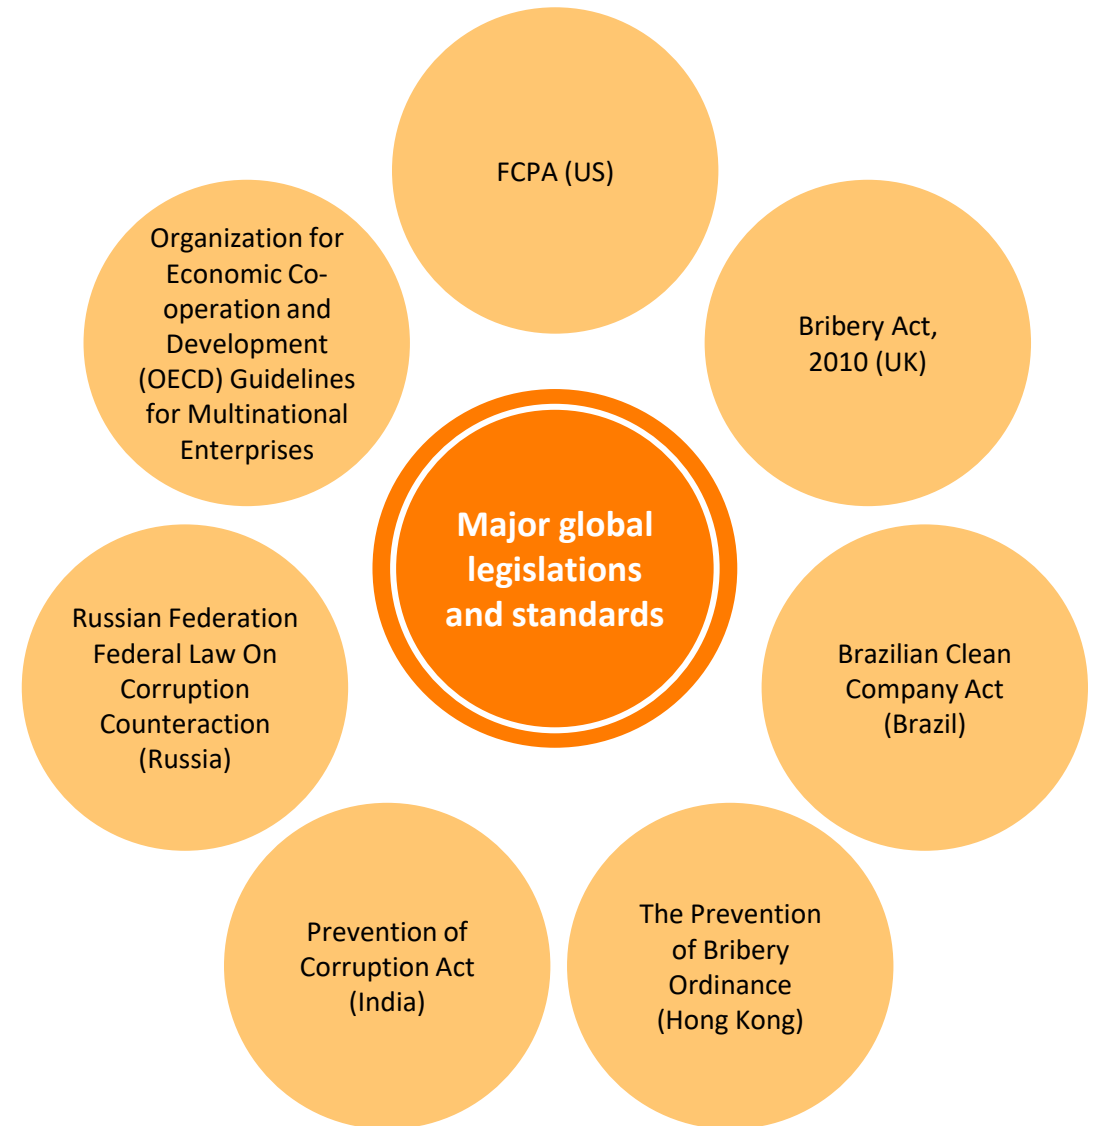 FCPA (US)
Bribery Act,
2010 (UK)
Brazilian Clean
Company Act
(Brazil)
The Prevention
of Bribery
Ordinance
(Hong Kong)
Prevention of
Corruption Act
(India)
Russian Federation
Federal Law On
Corruption
Counteraction
(Russia)
Organization for
Economic Co-
operation and
Development
(OECD) Guidelines
for Multinational
Enterprises
Major global
legislations
and standards